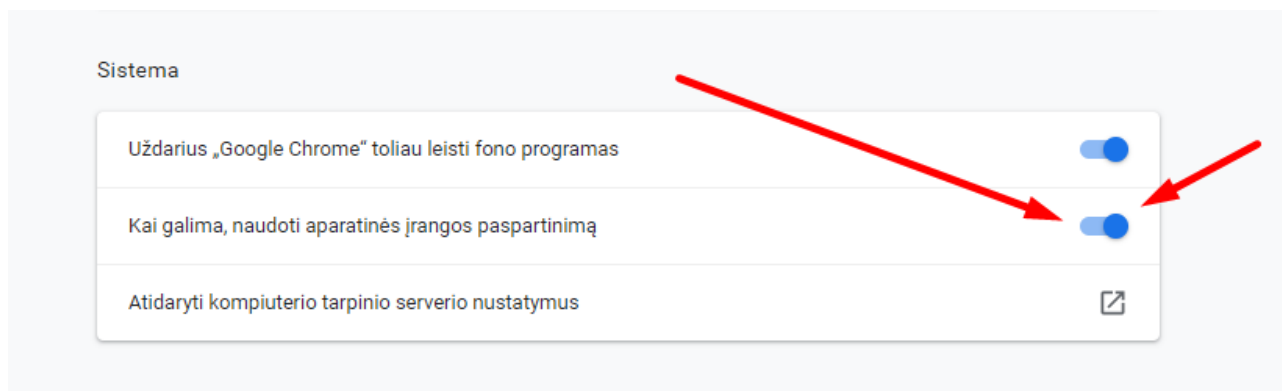 Sistema
Uždarius „Google Chrome“ toliau leisti fono programas
Kai galima, naudoti aparatinės įrangos paspartinimą
Atidaryti kompiuterio tarpinio serverio nustatymus